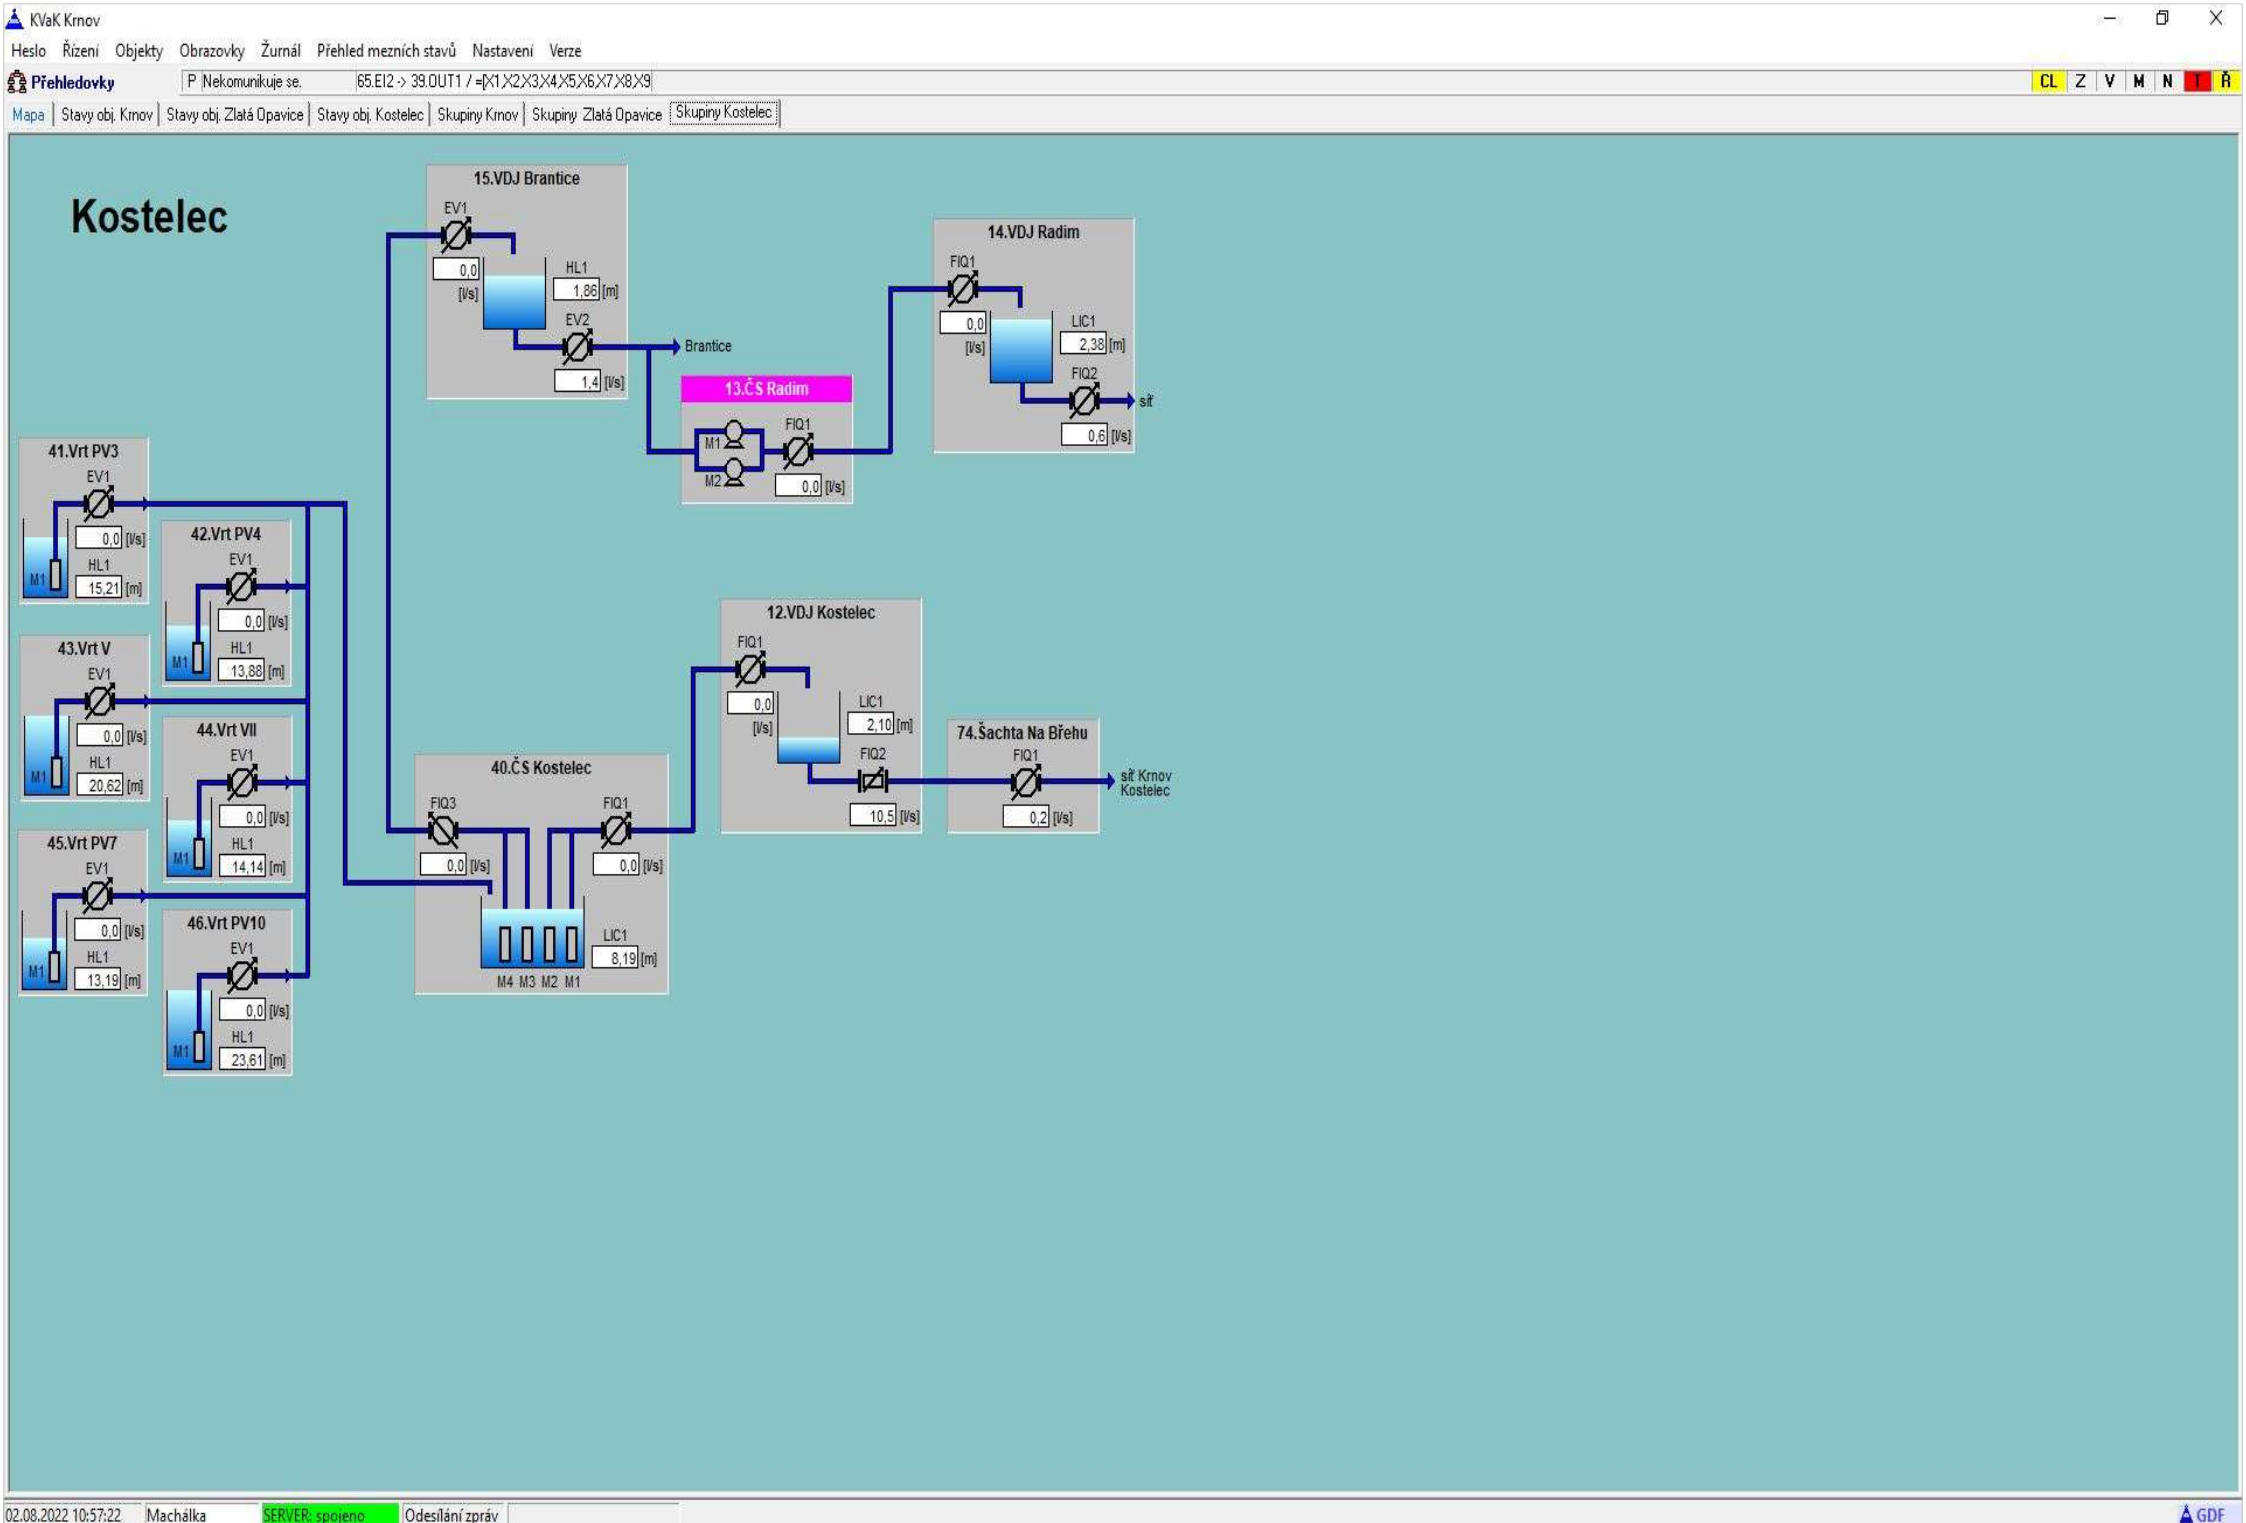 KVaK Krnov
Heslo Řízení Objekty Obrazovky Žurnál Přehled mezních stavů Nastavení Verze
Přehledovky P Nekomunikuje se. 65.EI2 -> 39.OUT1 / =[X1,X2,X3,X4,X5,X6,X7,X8,X9 CL Z V M N T Ř
Mapa Stavy obj. Krnov Stavy obj. Zlatá Opavice Stavy obj. Kostelec Skupiny Krnov Skupiny Zlatá Opavice Skupiny Kostelec
Kostelec
15.VDJ Brantice
EV1
0,0
[l/s]
HL1
1,86 [m]
EV2
1,4 [l/s]
Brantice
14.VDJ Radim
FIQ1
0,0
[l/s]
LIC1
2,38 [m]
FIQ2
0,6 [l/s]
síť
13.ČS Radim
M1
M2
FIQ1
0,0 [l/s]
41.Vrt PV3
EV1
0,0 [l/s]
HL1
M1
15,21 [m]
42.Vrt PV4
EV1
0,0 [l/s]
HL1
M1
13,88 [m]
43.Vrt V
EV1
0,0 [l/s]
HL1
M1
20,62 [m]
44.Vrt VII
EV1
0,0 [l/s]
HL1
M1
14,14 [m]
45.Vrt PV7
EV1
0,0 [l/s]
HL1
M1
13,19 [m]
46.Vrt PV10
EV1
0,0 [l/s]
HL1
M1
23,61 [m]
40.ČS Kostelec
FIQ3
0,0 [l/s]
FIQ1
0,0 [l/s]
LIC1
8,19 [m]
M4 M3 M2 M1
12.VDJ Kostelec
FIQ1
0,0
[l/s]
LIC1
2,10 [m]
FIQ2
10,5 [l/s]
74.Šachta Na Břehu
FIQ1
0,2 [l/s]
síť Krnov
Kostelec
02.08.2022 10:57:22 Machálka SERVER: spojeno Odesílání zpráv GDF